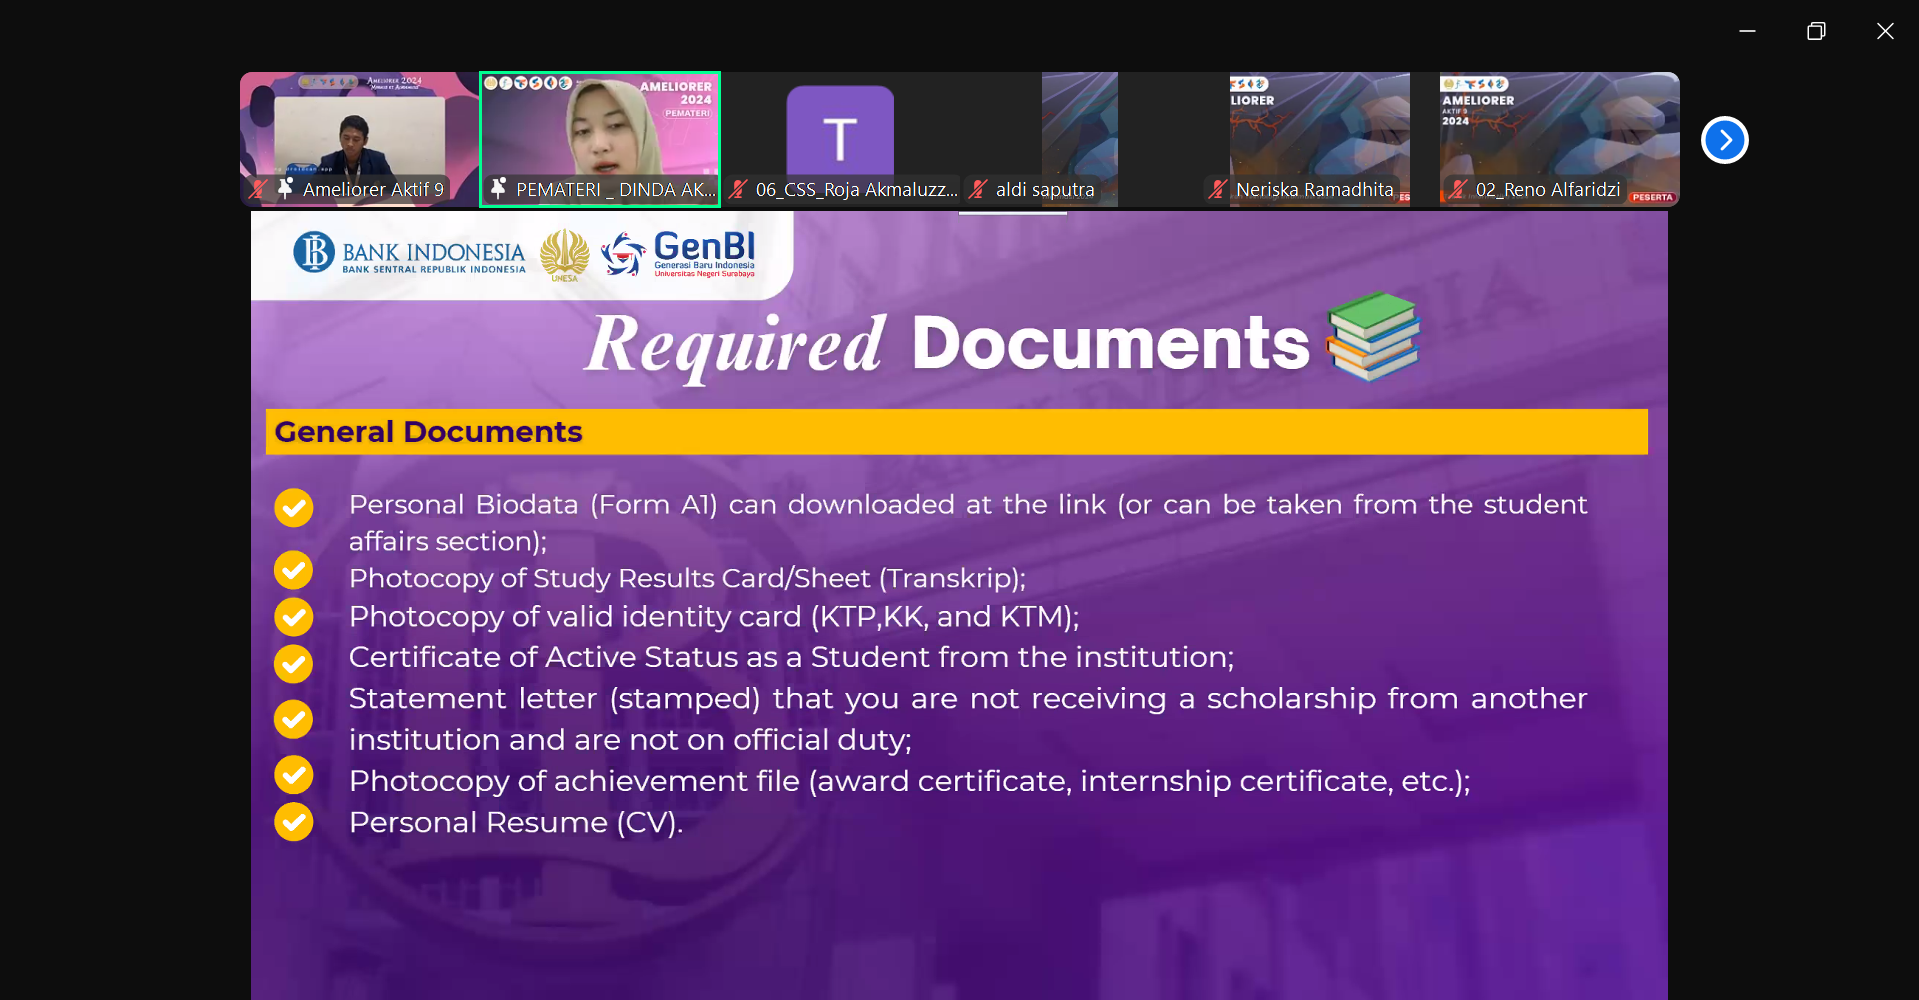 AMELIORER 2024
AMELIORER
2024
PEMATERI
T
LIORER
AMELIORER
AKTIF 9
2024
Ameliorer Aktif 9
PEMATERI _ DINDA AK...
06_CSS_Roja Akmaluzz...
aldi saputra
Neriska Ramadhita
ES
02_Reno Alfaridzi
PESERTA
BANK INDONESIA
BANK SENTRAL REPUBLIK INDONESIA
UNESA
GenBI
Generasi Baru Indonesia
Universitas Negeri Surabaya
Required Documents
General Documents
Personal Biodata (Form A1) can downloaded at the link (or can be taken from the student
affairs section);
Photocopy of Study Results Card/Sheet (Transkrip);
Photocopy of valid identity card (KTP,KK, and KTM);
Certificate of Active Status as a Student from the institution;
Statement letter (stamped) that you are not receiving a scholarship from another
institution and are not on official duty;
Photocopy of achievement file (award certificate, internship certificate, etc.);
Personal Resume (CV).